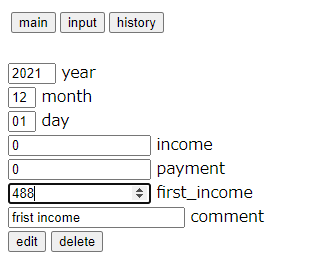 main input history
2021 year
12 month
01 day
0 income
0 payment
488 first_income
frist income comment
edit delete